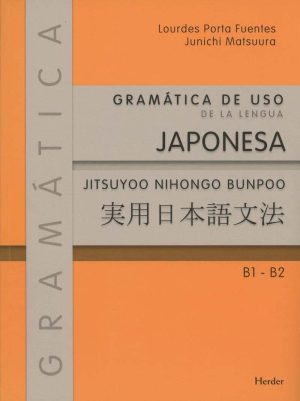 Lourdes Porta Fuentes
Junichi Matsuura
GRAMÁTICA
GRAMÁTICA DE USO
DE LA LENGUA
JAPONESA
JITSUYOO NIHONGO BUNPOO
実用日本語文法
B1 - B2
Herder